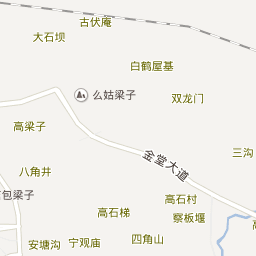 古伏庵
大石坝
白鹤屋基
么姑梁子
双龙门
高梁子
金堂大道
三沟
八角井
包梁子
高石村
高石梯
察板堰
安塘沟
宁观庙
四角山